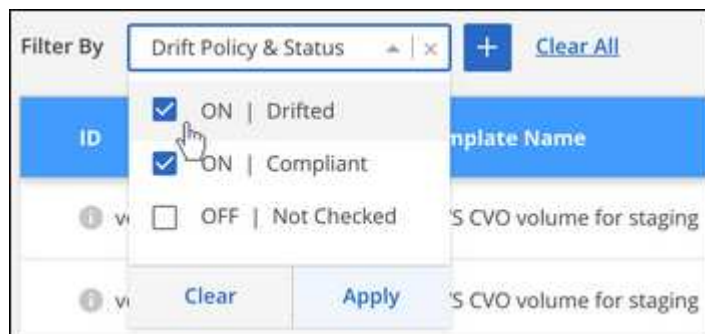 Filter By Drift Policy & Status Clear All
ON | Drifted
ID mplate Name
ON | Compliant
OFF | Not Checked
'S CVO volume for staging
Clear Apply
'S CVO volume for staging